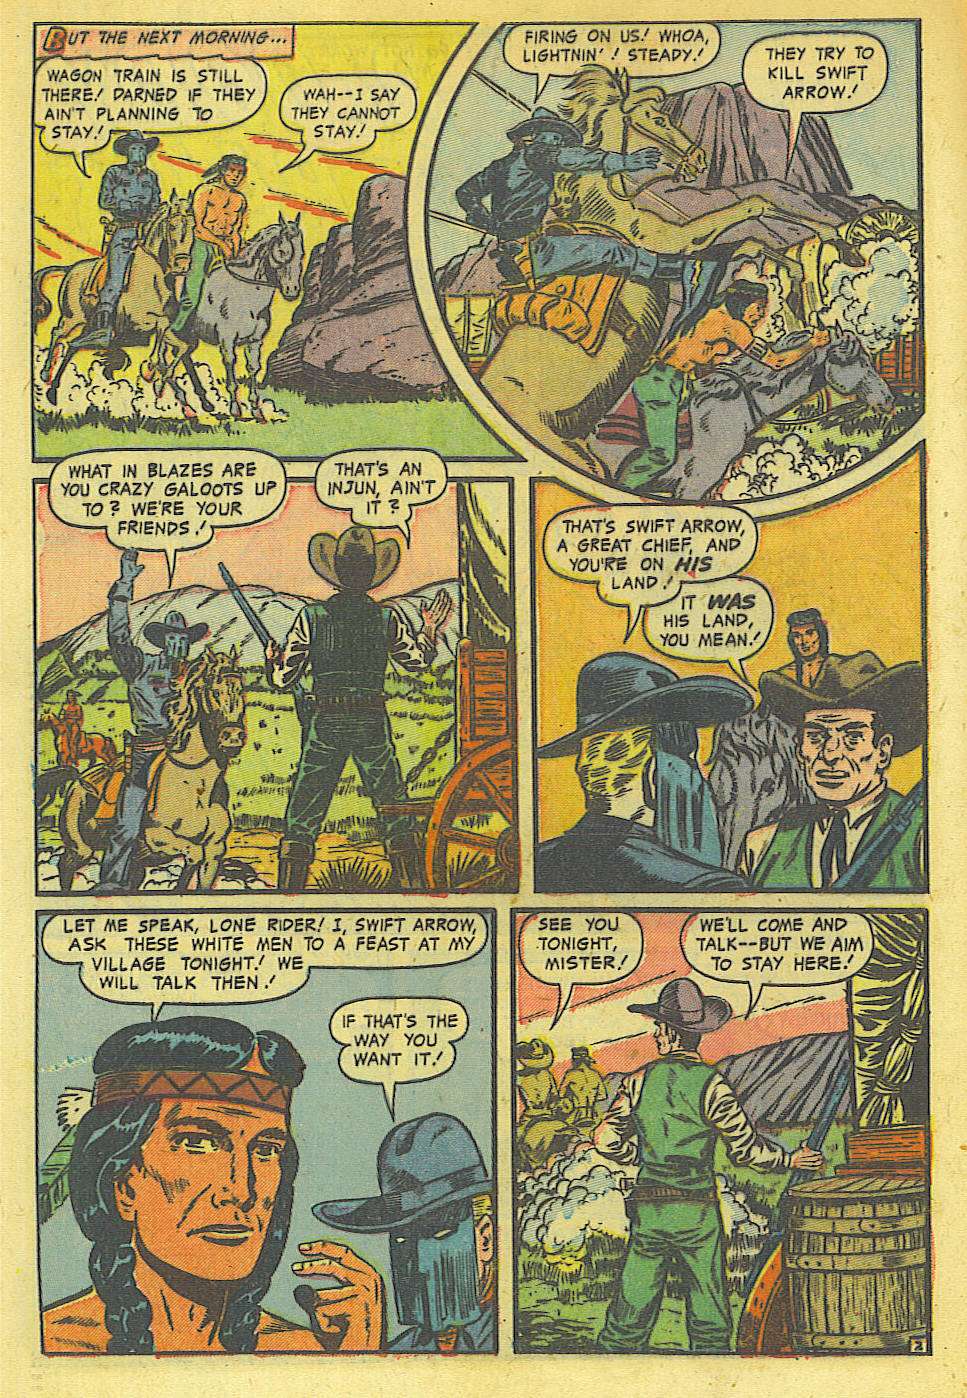 BUT THE NEXT MORNING...
WAGON TRAIN IS STILL
THERE! DARNED IF THEY
AIN'T PLANNING TO
STAY!
WAH--I SAY
THEY CANNOT
STAY!
FIRING ON US! WHOA,
LIGHTNIN'! STEADY!
THEY TRY TO
KILL SWIFT
ARROW!
WHAT IN BLAZES ARE
YOU CRAZY GALOOTS UP
TO? WE'RE YOUR
FRIENDS!
THAT'S AN
INJUN, AIN'T
IT?
THAT'S SWIFT ARROW,
A GREAT CHIEF, AND
YOU'RE ON HIS
LAND!
IT WAS
HIS LAND,
YOU MEAN!
LET ME SPEAK, LONE RIDER! I, SWIFT ARROW,
ASK THESE WHITE MEN TO A FEAST AT MY
VILLAGE TONIGHT! WE
WILL TALK THEN!
IF THAT'S THE
WAY YOU
WANT IT!
SEE YOU
TONIGHT,
MISTER!
WE'LL COME AND
TALK--BUT WE AIM
TO STAY HERE!
2